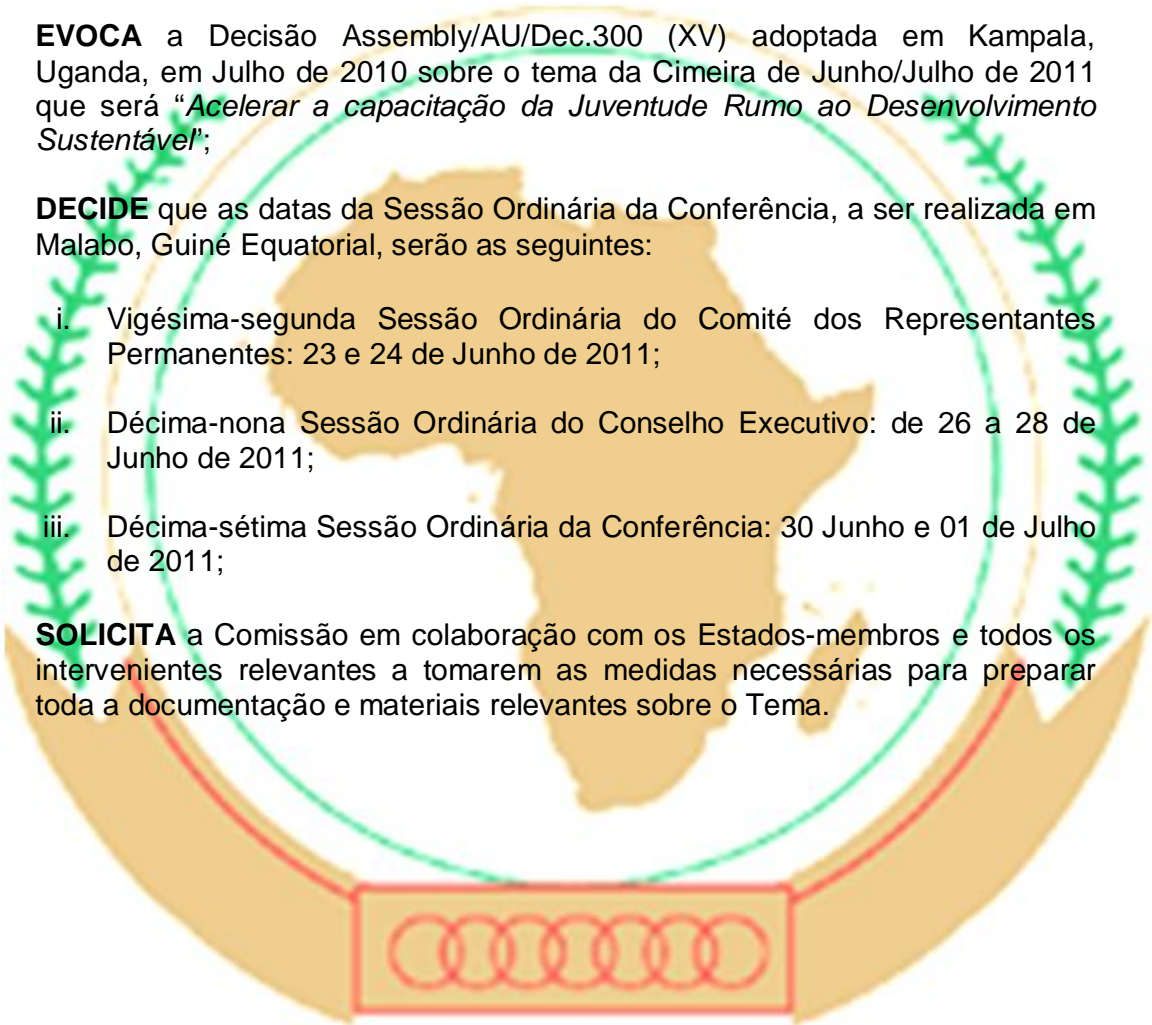 EVOCA a Decisão Assembly/AU/Dec.300 (XV) adoptada em Kampala,
Uganda, em Julho de 2010 sobre o tema da Cimeira de Junho/Julho de 2011
que será “Acelerar a capacitação da Juventude Rumo ao Desenvolvimento
Sustentável”;
DECIDE que as datas da Sessão Ordinária da Conferência, a ser realizada em
Malabo, Guiné Equatorial, serão as seguintes:
i. Vigésima-segunda Sessão Ordinária do Comité dos Representantes
Permanentes: 23 e 24 de Junho de 2011;
ii. Décima-nona Sessão Ordinária do Conselho Executivo: de 26 a 28 de
Junho de 2011;
iii. Décima-sétima Sessão Ordinária da Conferência: 30 Junho e 01 de Julho
de 2011;
SOLICITA a Comissão em colaboração com os Estados-membros e todos os
intervenientes relevantes a tomarem as medidas necessárias para preparar
toda a documentação e materiais relevantes sobre o Tema.